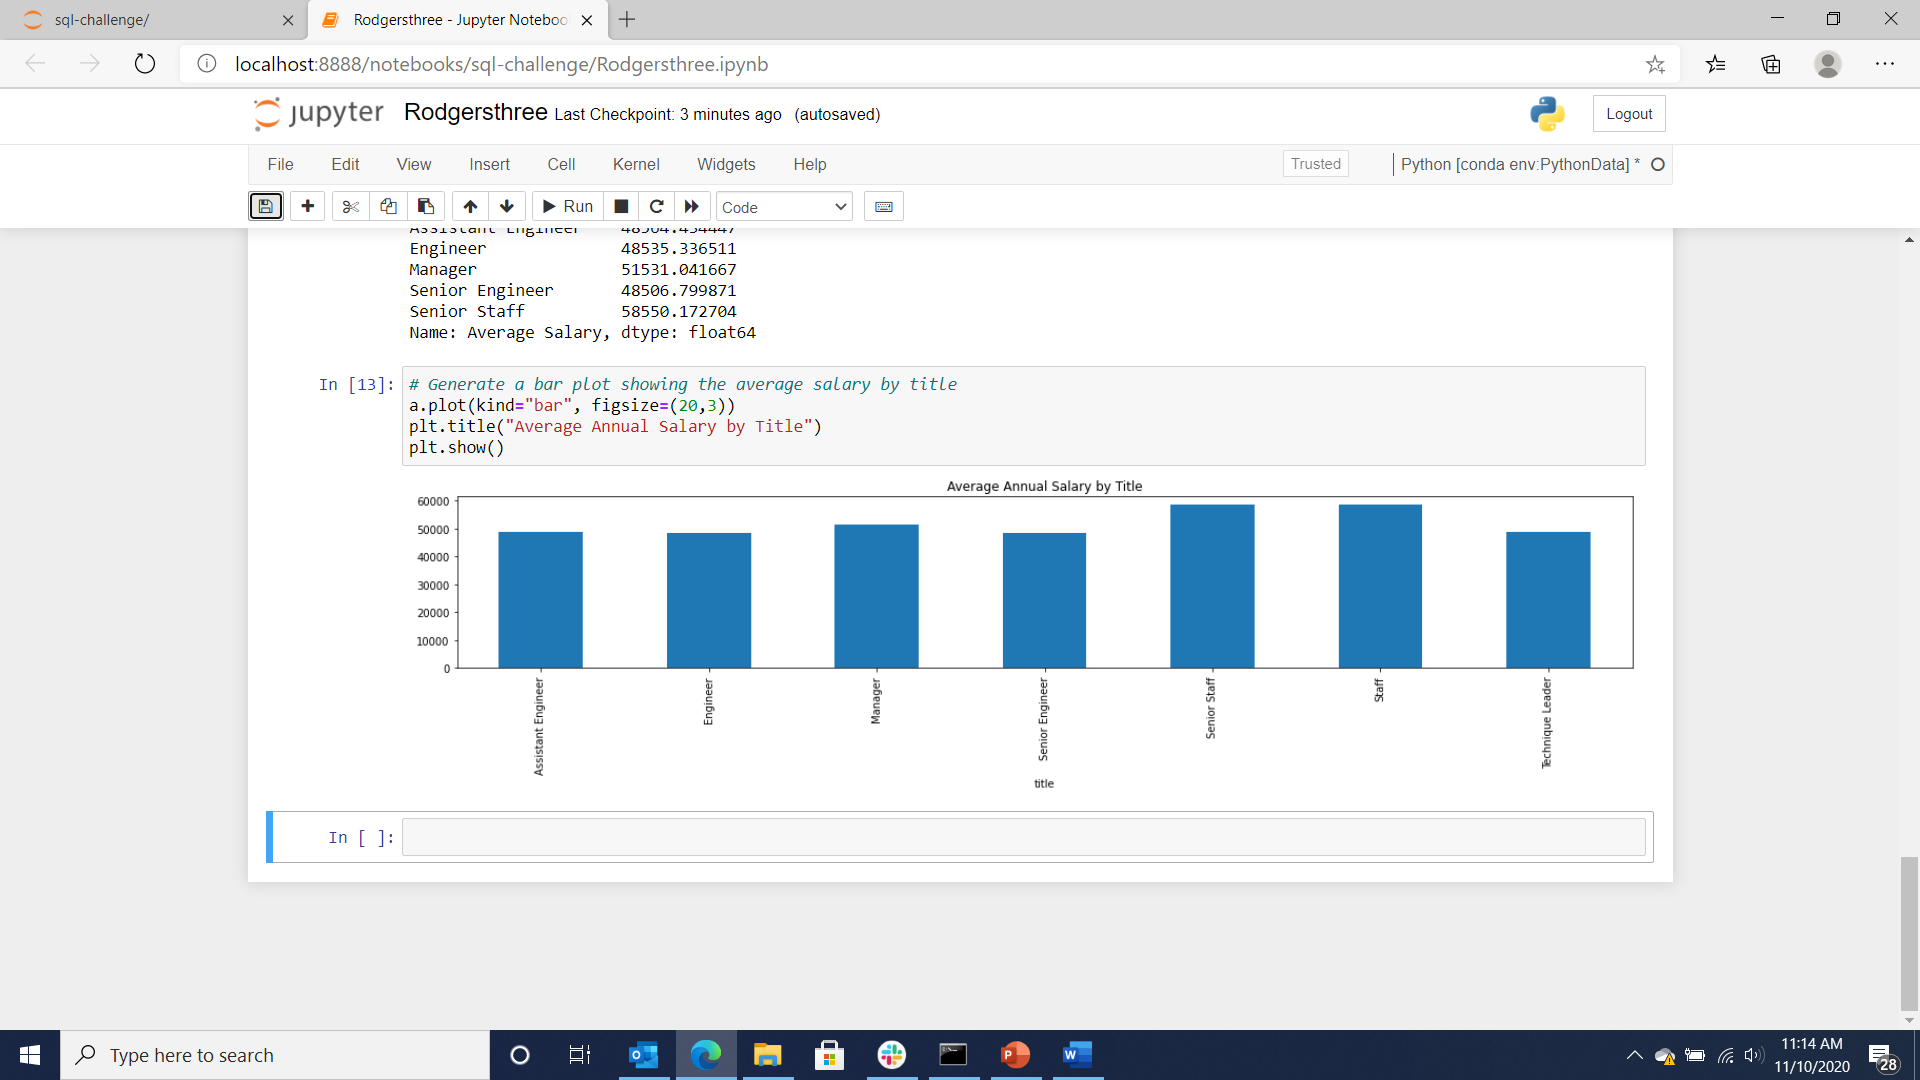 sql-challenge/
Rodgersthree - Jupyter Noteboo
localhost:8888/notebooks/sql-challenge/Rodgersthree.ipynb
jupyter Rodgersthree Last Checkpoint: 3 minutes ago (autosaved)
Logout
File Edit View Insert Cell Kernel Widgets Help
Trusted
Python [conda env:PythonData] *
Run
Code
Assistant Engineer 48564.434447
Engineer 48535.336511
Manager 51531.041667
Senior Engineer 48506.799871
Senior Staff 58550.172704
Name: Average Salary, dtype: float64
In [13]:
# Generate a bar plot showing the average salary by title
a.plot(kind="bar", figsize=(20,3))
plt.title("Average Annual Salary by Title")
plt.show()
Average Annual Salary by Title
60000
50000
40000
30000
20000
10000
0
Assistant Engineer
Engineer
Manager
Senior Engineer
Senior Staff
Staff
Technique Leader
title
In [ ]:
Type here to search
11:14 AM
11/10/2020
28